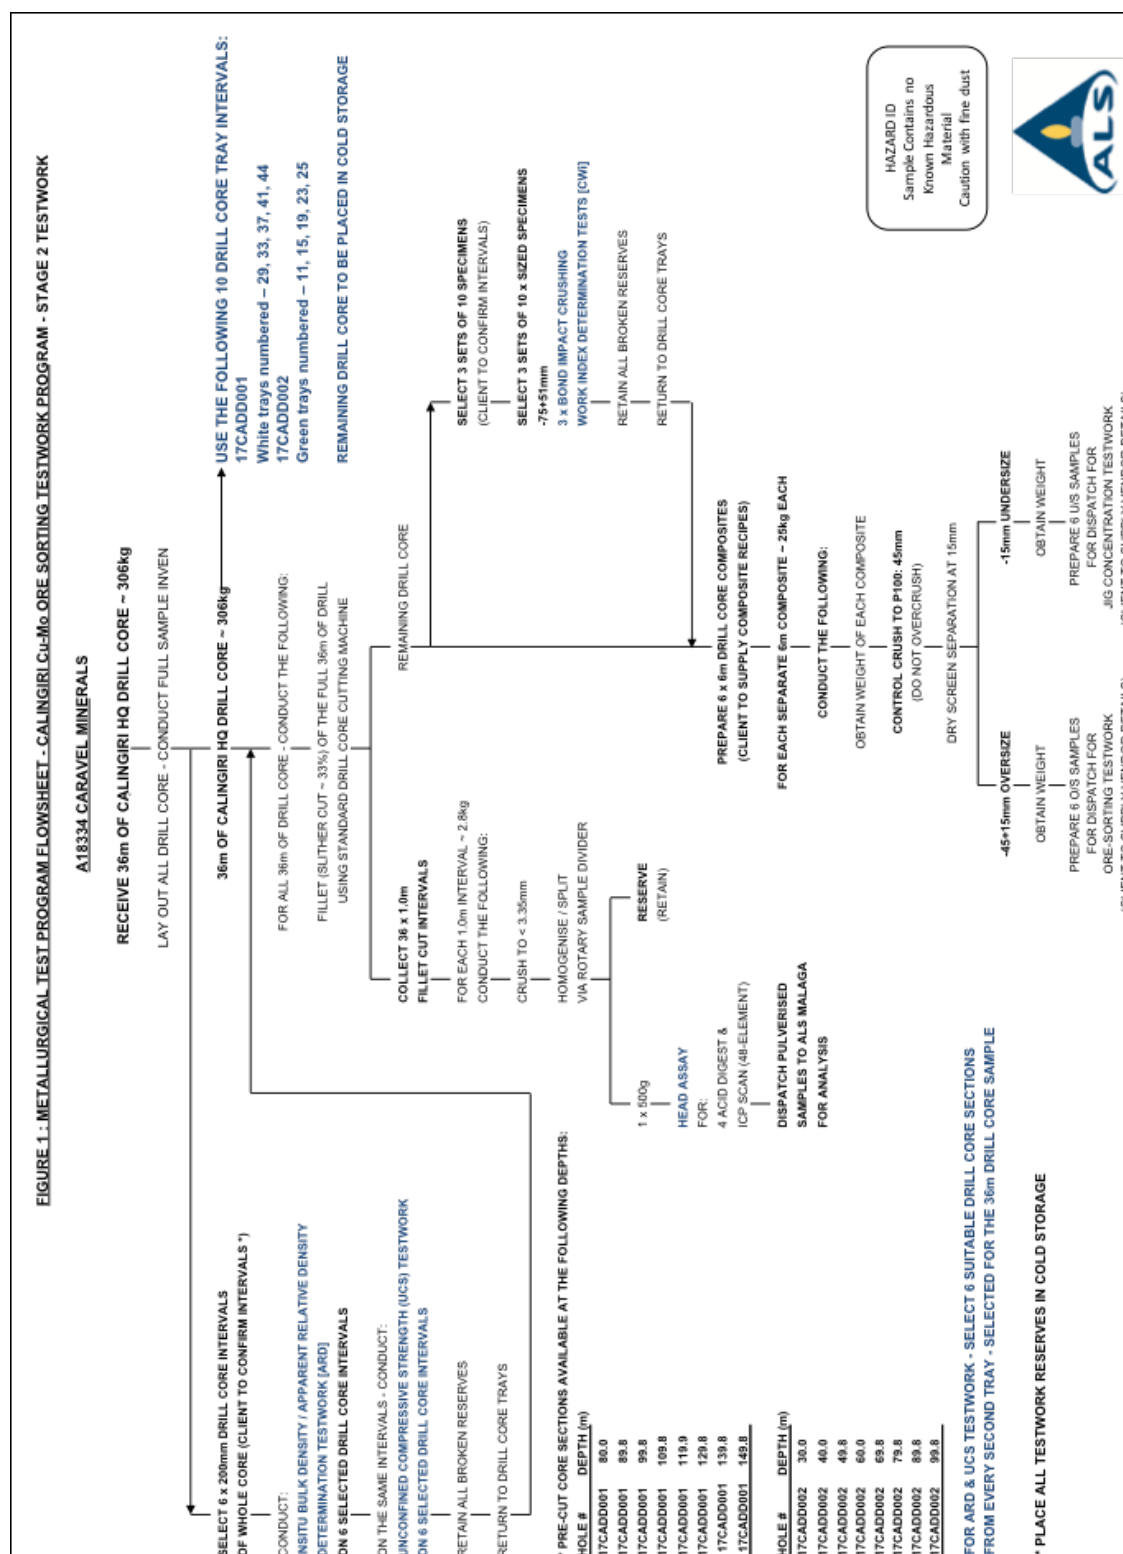 FIGURE 1 : METALLURGICAL TEST PROGRAM FLOWSHEET - CALINGIRI Cu-Mo ORE SORTING TESTWORK PROGRAM - STAGE 2 TESTWORK
A18334 CARAVEL MINERALS
RECEIVE 36m OF CALINGIRI HQ DRILL CORE ~ 306kg
LAY OUT ALL DRILL CORE - CONDUCT FULL SAMPLE INVEN
SELECT 6 x 200mm DRILL CORE INTERVALS
OF WHOLE CORE (CLIENT TO CONFIRM INTERVALS *)
CONDUCT:
INSITU BULK DENSITY / APPARENT RELATIVE DENSITY
DETERMINATION TESTWORK [ARD]
ON 6 SELECTED DRILL CORE INTERVALS
ON THE SAME INTERVALS - CONDUCT:
UNCONFINED COMPRESSIVE STRENGTH (UCS) TESTWORK
ON 6 SELECTED DRILL CORE INTERVALS
RETAIN ALL BROKEN RESERVES
RETURN TO DRILL CORE TRAYS
36m OF CALINGIRI HQ DRILL CORE ~ 306kg
USE THE FOLLOWING 10 DRILL CORE TRAY INTERVALS:
17CADD001
White trays numbered – 29, 33, 37, 41, 44
17CADD002
Green trays numbered – 11, 15, 19, 23, 25
REMAINING DRILL CORE TO BE PLACED IN COLD STORAGE
FOR ALL 36m OF DRILL CORE - CONDUCT THE FOLLOWING:
FILLET (SLITHER CUT ~ 33%) OF THE FULL 36m OF DRILL
USING STANDARD DRILL CORE CUTTING MACHINE
COLLECT 36 x 1.0m
FILLET CUT INTERVALS
FOR EACH 1.0m INTERVAL ~ 2.8kg
CONDUCT THE FOLLOWING:
CRUSH TO < 3.35mm
HOMOGENISE / SPLIT
VIA ROTARY SAMPLE DIVIDER
1 x 500g
HEAD ASSAY
FOR:
4 ACID DIGEST &
ICP SCAN (48-ELEMENT)
DISPATCH PULVERISED
SAMPLES TO ALS MALAGA
FOR ANALYSIS
RESERVE
(RETAIN)
REMAINING DRILL CORE
SELECT 3 SETS OF 10 SPECIMENS
(CLIENT TO CONFIRM INTERVALS)
SELECT 3 SETS OF 10 x SIZED SPECIMENS
-75+51mm
3 x BOND IMPACT CRUSHING
WORK INDEX DETERMINATION TESTS [CWi]
RETAIN ALL BROKEN RESERVES
RETURN TO DRILL CORE TRAYS
PREPARE 6 x 6m DRILL CORE COMPOSITES
(CLIENT TO SUPPLY COMPOSITE RECIPES)
FOR EACH SEPARATE 6m COMPOSITE ~ 25kg EACH
CONDUCT THE FOLLOWING:
OBTAIN WEIGHT OF EACH COMPOSITE
CONTROL CRUSH TO P100: 45mm
(DO NOT OVERCRUSH)
DRY SCREEN SEPARATION AT 15mm
-45+15mm OVERSIZE
OBTAIN WEIGHT
PREPARE 6 O/S SAMPLES
FOR DISPATCH FOR
ORE-SORTING TESTWORK
-15mm UNDERSIZE
OBTAIN WEIGHT
PREPARE 6 U/S SAMPLES
FOR DISPATCH FOR
JIG CONCENTRATION TESTWORK
* PRE-CUT CORE SECTIONS AVAILABLE AT THE FOLLOWING DEPTHS:
HOLE # DEPTH (m)
17CADD001 80.0
17CADD001 89.8
17CADD001 99.8
17CADD001 109.8
17CADD001 119.9
17CADD001 129.8
17CADD001 139.8
17CADD001 149.8
HOLE # DEPTH (m)
17CADD002 30.0
17CADD002 40.0
17CADD002 49.8
17CADD002 60.0
17CADD002 69.8
17CADD002 79.8
17CADD002 89.8
17CADD002 99.8
FOR ARD & UCS TESTWORK - SELECT 6 SUITABLE DRILL CORE SECTIONS
FROM EVERY SECOND TRAY - SELECTED FOR THE 36m DRILL CORE SAMPLE
* PLACE ALL TESTWORK RESERVES IN COLD STORAGE
HAZARD ID
Sample Contains no
Known Hazardous
Material
Caution with fine dust
ALS